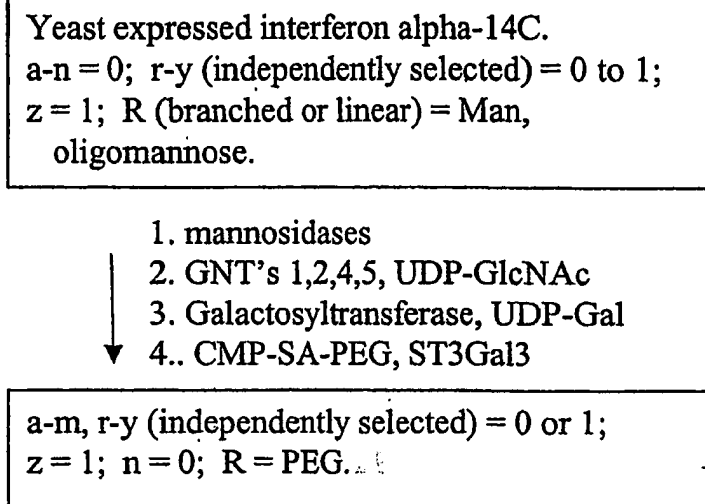 Yeast expressed interferon alpha-14C.
a-n = 0; r-y (independently selected) = 0 to 1;
z = 1; R (branched or linear) = Man,
oligomannose.
1. mannosidases
2. GNT's 1,2,4,5, UDP-GlcNAc
3. Galactosyltransferase, UDP-Gal
4.. CMP-SA-PEG, ST3Gal3
a-m, r-y (independently selected) = 0 or 1;
z = 1; n = 0; R = PEG.